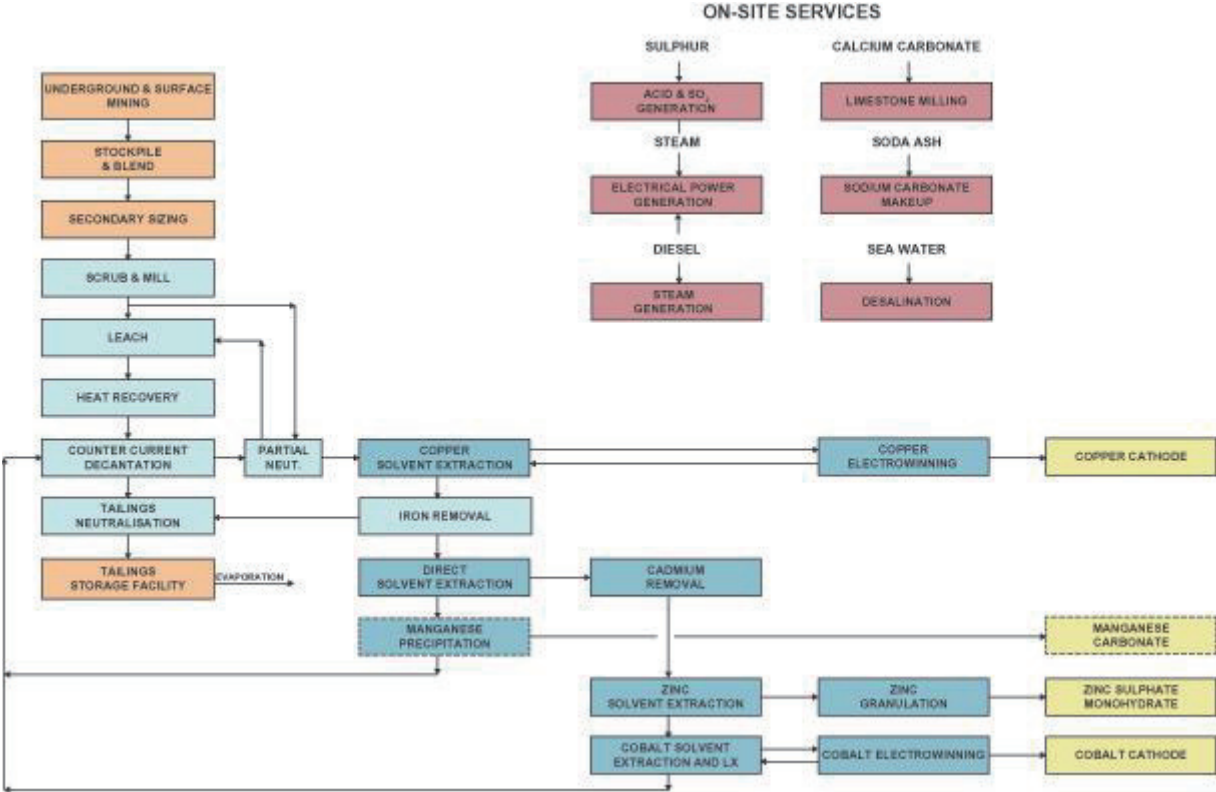 ON-SITE SERVICES
SULPHUR
CALCIUM CARBONATE
UNDERGROUND & SURFACE
MINING
ACID & SO₂
GENERATION
LIMESTONE MILLING
STOCKPILE
& BLEND
STEAM
SODA ASH
ELECTRICAL POWER
GENERATION
SODIUM CARBONATE
MAKEUP
SECONDARY SIZING
DIESEL
SEA WATER
SCRUB & MILL
STEAM
GENERATION
DESALINATION
LEACH
HEAT RECOVERY
COUNTER CURRENT
DECANTATION
PARTIAL
NEUT.
COPPER
SOLVENT EXTRACTION
COPPER
ELECTROWINNING
COPPER CATHODE
TAILINGS
NEUTRALISATION
IRON REMOVAL
TAILINGS
STORAGE FACILITY
EVAPORATION
DIRECT
SOLVENT EXTRACTION
CADMIUM
REMOVAL
MANGANESE
PRECIPITATION
MANGANESE
CARBONATE
ZINC
SOLVENT EXTRACTION
ZINC
GRANULATION
ZINC SULPHATE
MONOHYDRATE
COBALT SOLVENT
EXTRACTION AND LX
COBALT ELECTROWINNING
COBALT CATHODE